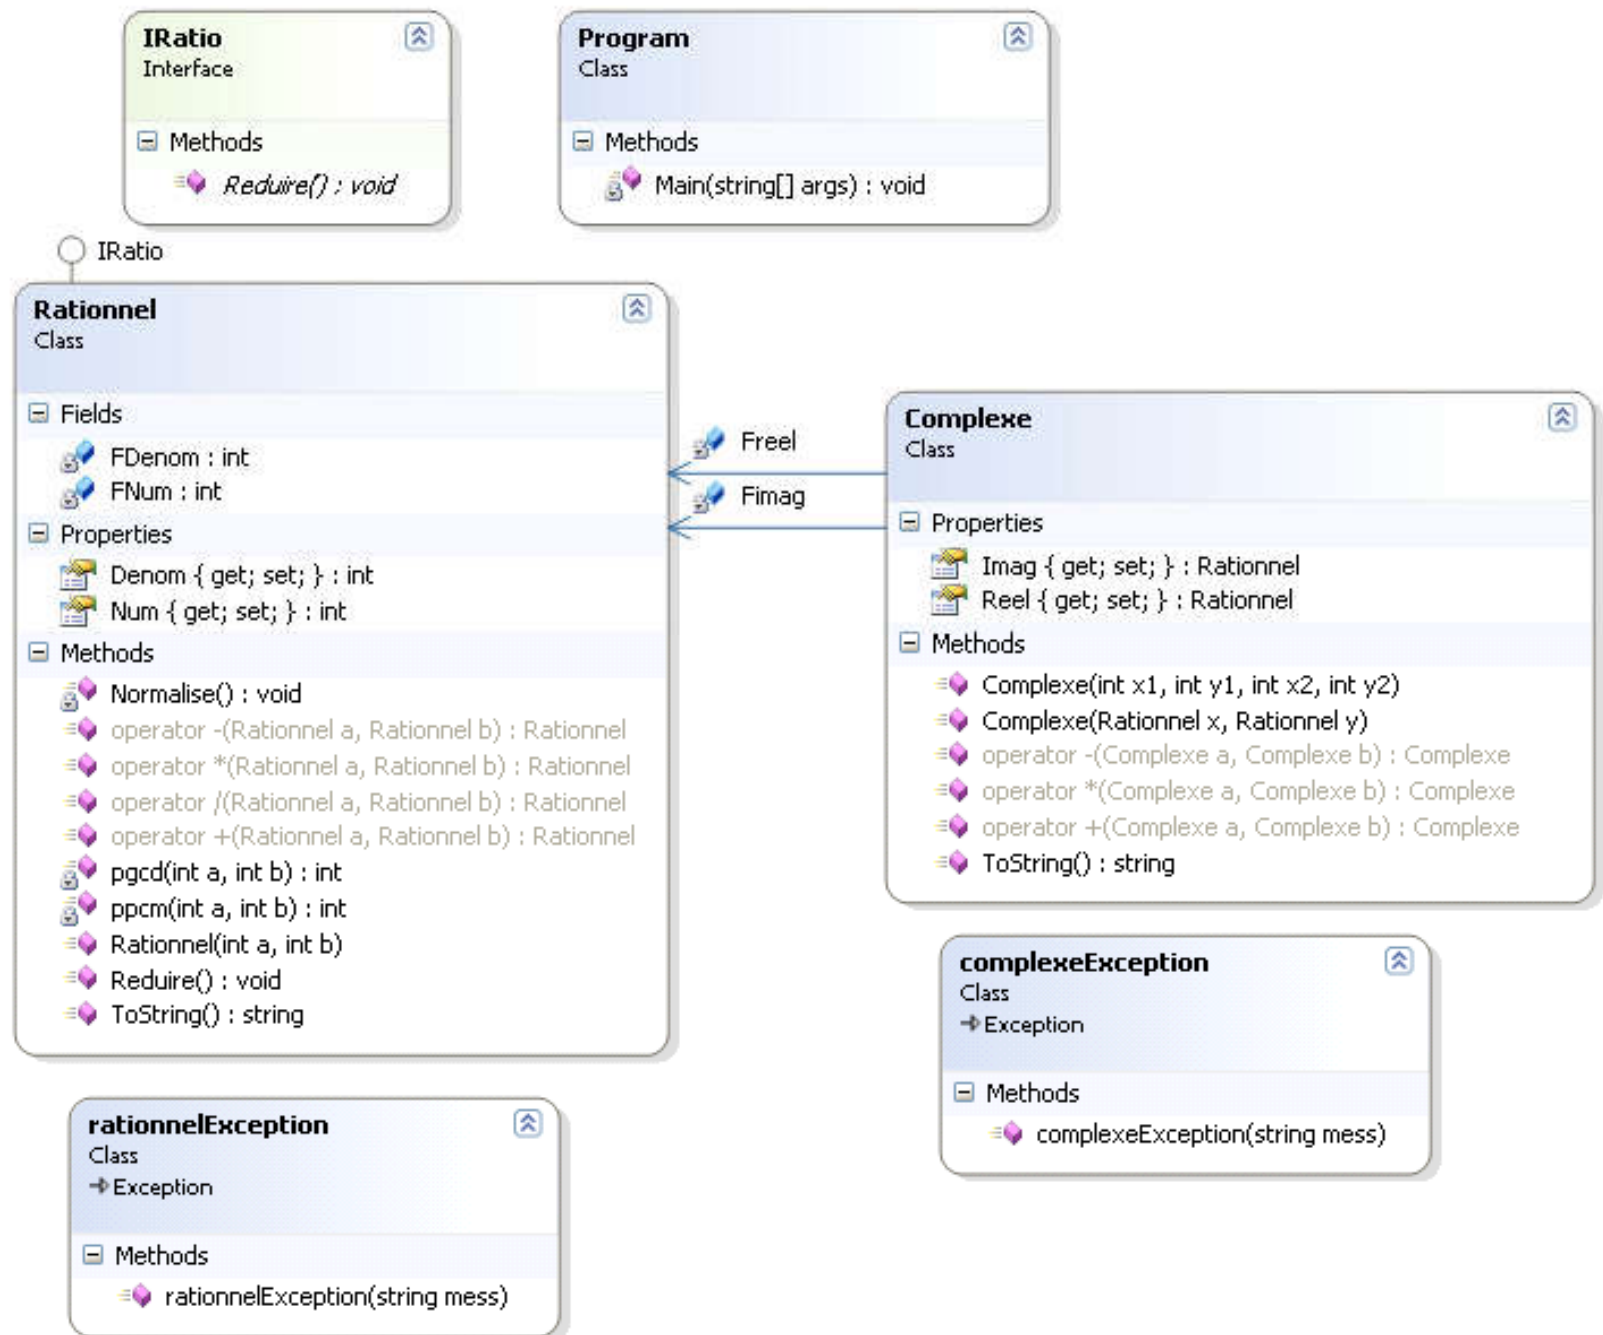 IRatio
Interface
Methods
Reduire() : void
Program
Class
Methods
Main(string[] args) : void
IRatio
Rationnel
Class
Fields
FDenom : int
FNum : int
Properties
Denom { get; set; } : int
Num { get; set; } : int
Methods
Normalise() : void
operator -(Rationnel a, Rationnel b) : Rationnel
operator *(Rationnel a, Rationnel b) : Rationnel
operator /(Rationnel a, Rationnel b) : Rationnel
operator +(Rationnel a, Rationnel b) : Rationnel
pgcd(int a, int b) : int
ppcm(int a, int b) : int
Rationnel(int a, int b)
Reduire() : void
ToString() : string
Freel
Fimag
Complexe
Class
Properties
Imag { get; set; } : Rationnel
Reel { get; set; } : Rationnel
Methods
Complexe(int x1, int y1, int x2, int y2)
Complexe(Rationnel x, Rationnel y)
operator -(Complexe a, Complexe b) : Complexe
operator *(Complexe a, Complexe b) : Complexe
operator +(Complexe a, Complexe b) : Complexe
ToString() : string
complexeException
Class
Exception
Methods
complexeException(string mess)
rationnelException
Class
Exception
Methods
rationnelException(string mess)